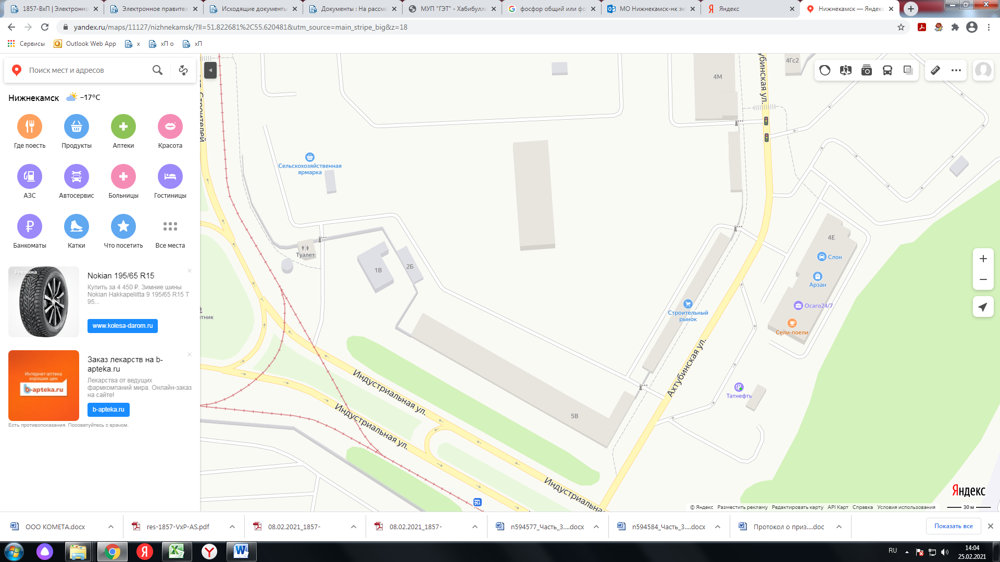 1857-ВхП | Электронно
Электронное правител
Исходящие документы
Документы : На рассмо
МУП "ГЭТ" - Хабибулли
фосфор общий или фо
МО Нижнекамск-нк эк
Яндекс
Нижнекамск — Яндекс
yandex.ru/maps/11127/nizhnekamsk/?ll=51.822681%2C55.620481&utm_source=main_stripe_big&z=18
Сервисы
Outlook Web App
х
хП о
хП
Поиск мест и адресов
Нижнекамск
−17°C
Где поесть
Продукты
Аптеки
Красота
АЗС
Автосервис
Больницы
Гостиницы
Банкоматы
Катки
Что посетить
Все места
Реклама
Nokian 195/65 R15
Купить за 4 450 ₽. Зимние шины
Nokian Hakkapeliitta 9 195/65 R15 T
95...
www.kolesa-darom.ru
Интернет-аптека
хороших цен
b-apteka.ru
Заказ лекарств на b-
apteka.ru
Лекарства от ведущих
фармкомпаний мира. Онлайн-заказ
на сайте!
b-apteka.ru
Есть противопоказания. Посоветуйтесь с врачом.
Строителей
4М
убинская ул.
4Гс2
Сельскохозяйственная
ярмарка
Туалет
1В
2Б
4Е
Слон
Арзан
Осаго24/7
Сели-поели
Строительный
рынок
тник
Ахтубинская ул.
Татнефть
Индустриальная ул.
Индустриальная ул.
5В
Индустриальна
Яндекс
© Яндекс
Разместить рекламу
Редактировать карту
API Карт
Справка
Условия использования
30 м
ООО КОМЕТА.docx
res-1857-VxP-AS.pdf
08.02.2021_1857-
08.02.2021_1857-
n594577_Часть_3....docx
n594584_Часть_3....docx
Протокол о приз....doc
Показать все
RU
14:04
25.02.2021